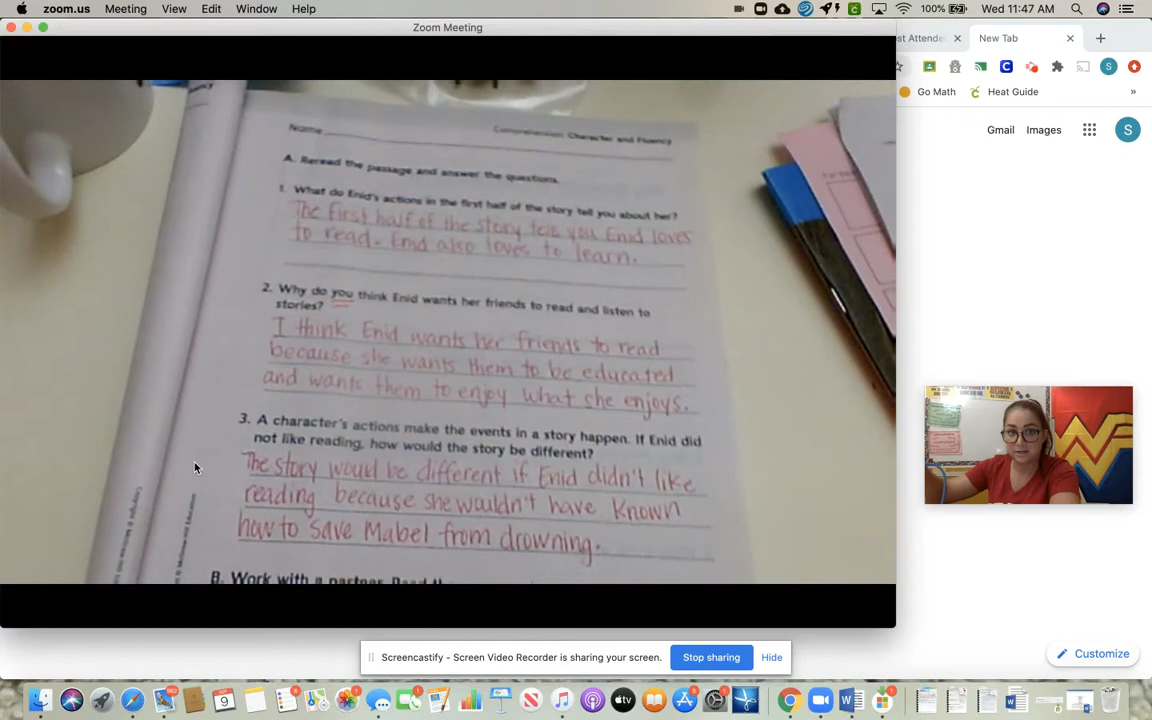 zoom.us Meeting View Edit Window Help
100% Wed 11:47 AM
Zoom Meeting
st Attende
New Tab
Go Math
Heat Guide
»
Gmail Images
S
Name
Comprehension: Character and Fluency
A. Reread the passage and answer the questions.
1. What do Enid's actions in the first half of the story tell you about her?
The first half of the story tells you Enid loves
to read. Enid also loves to learn.
2. Why do you think Enid wants her friends to read and listen to
stories?
I think Enid wants her friends to read
because she wants them to be educated
and wants them to enjoy what she enjoys.
3. A character's actions make the events in a story happen. If Enid did
not like reading, how would the story be different?
The story would be different if Enid didn't like
reading because she wouldn't have known
how to save Mabel from drowning.
B. Work with a partner.
Screencastify - Screen Video Recorder is sharing your screen.
Stop sharing
Hide
Customize